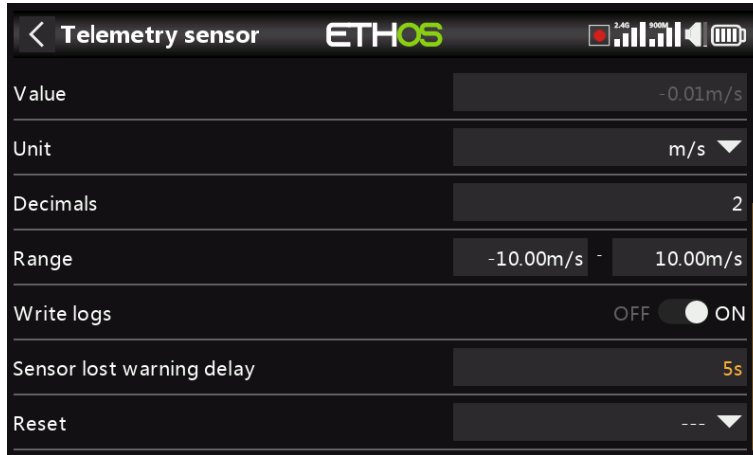 Telemetry sensor ETHOS 2.4G 900M
Value -0.01m/s
Unit m/s
Decimals 2
Range -10.00m/s - 10.00m/s
Write logs OFF ON
Sensor lost warning delay 5s
Reset ---